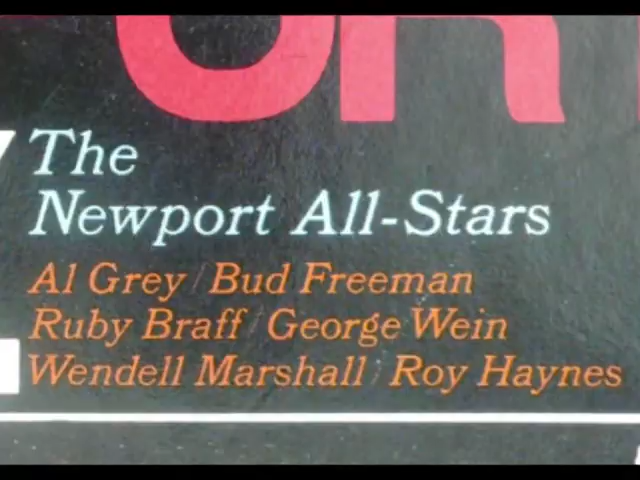 The
Newport All-Stars
Al Grey / Bud Freeman
Ruby Braff / George Wein
Wendell Marshall / Roy Haynes